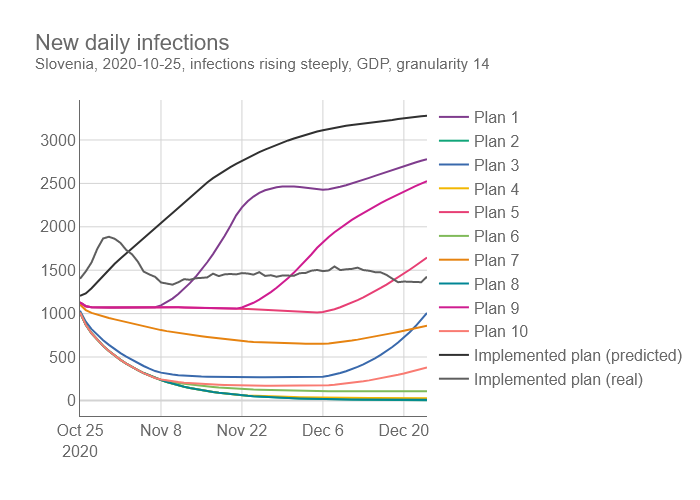 New daily infections
Slovenia, 2020-10-25, infections rising steeply, GDP, granularity 14
3000
2500
2000
1500
1000
500
0
Oct 25
2020
Nov 8
Nov 22
Dec 6
Dec 20
Plan 1
Plan 2
Plan 3
Plan 4
Plan 5
Plan 6
Plan 7
Plan 8
Plan 9
Plan 10
Implemented plan (predicted)
Implemented plan (real)